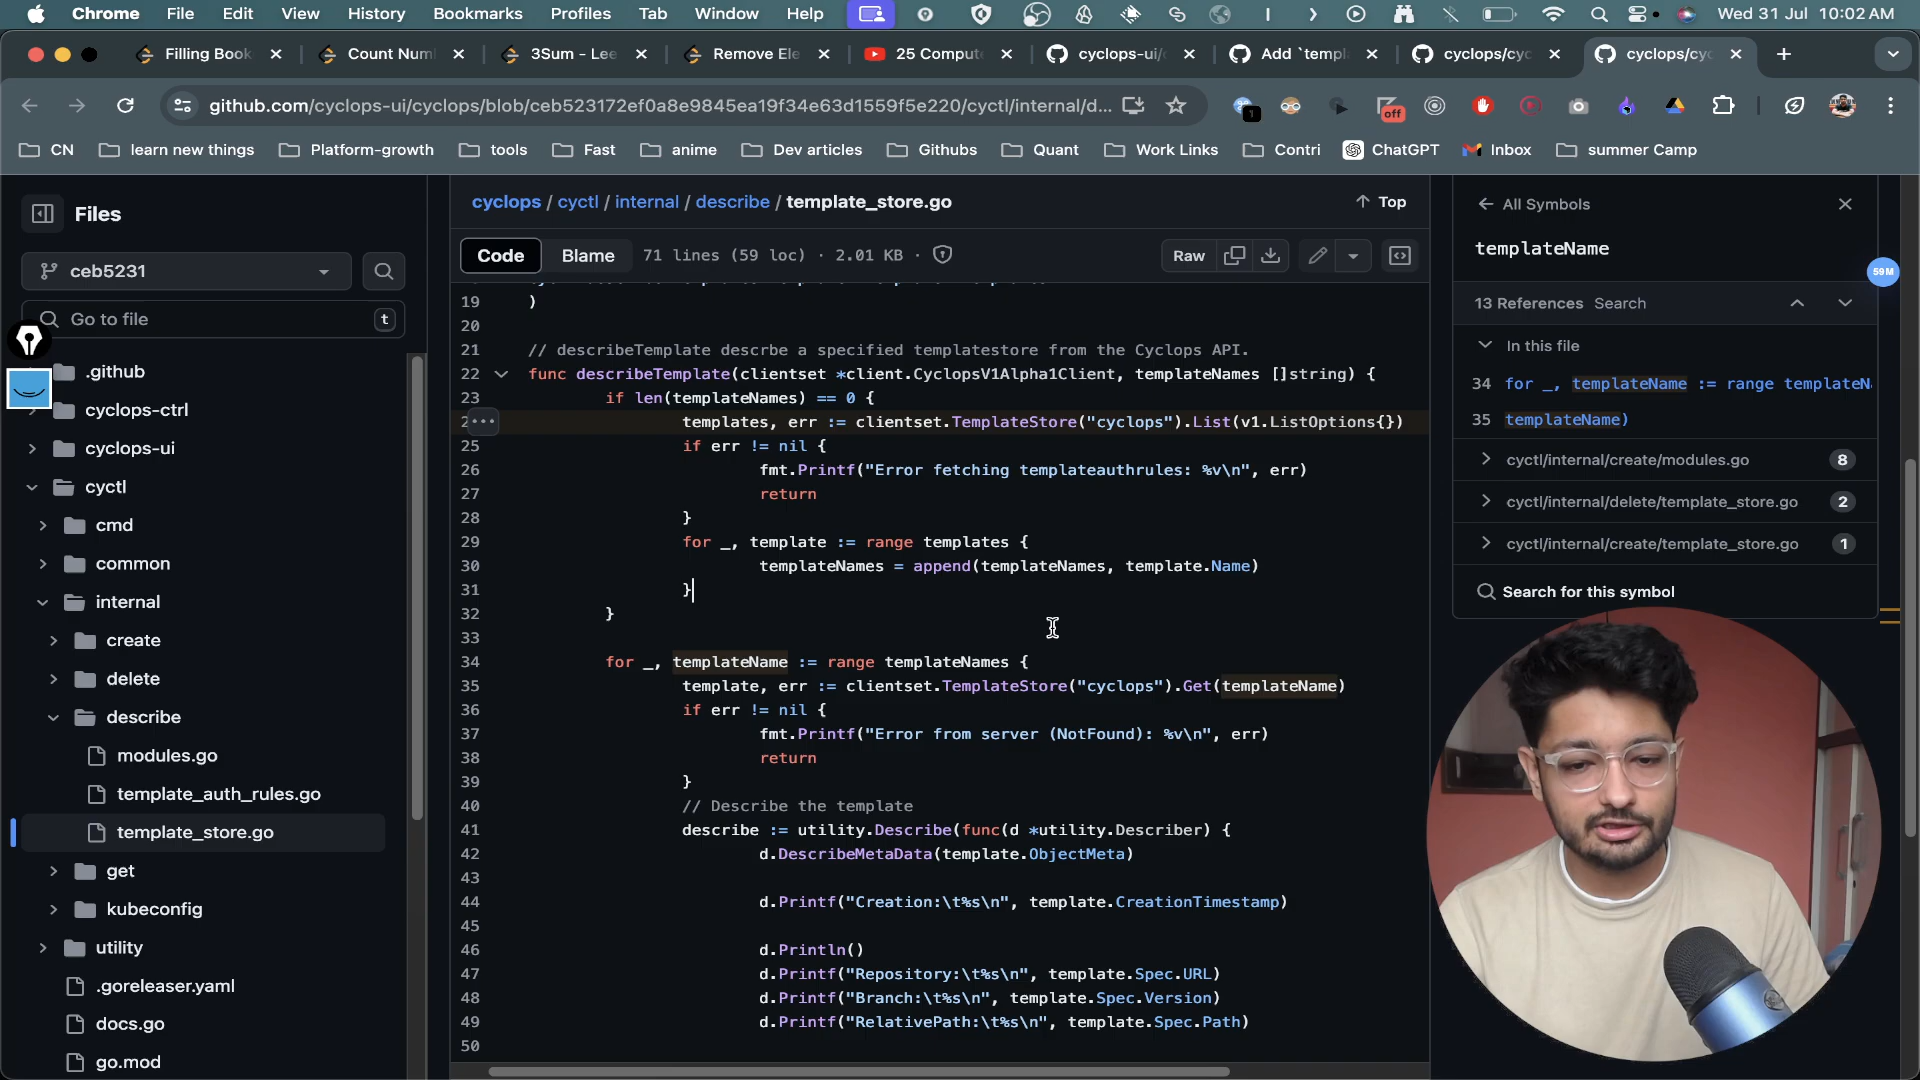 Chrome File Edit View History Bookmarks Profiles Tab Window Help Wed 31 Jul 10:02 AM
Filling Book Count Num 3Sum - Lee Remove Ele 25 Compute cyclops-ui/ Add `templ cyclops/cyc cyclops/cyc
github.com/cyclops-ui/cyclops/blob/ceb523172ef0a8e9845ea19f34e63d1559f5e220/cyctl/internal/d... 1 off
CN learn new things Platform-growth tools Fast anime Dev articles Githubs Quant Work Links Contri ChatGPT Inbox summer Camp
Files
ceb5231
Go to file t
.github
cyclops-ctrl
cyclops-ui
cyctl
cmd
common
internal
create
delete
describe
modules.go
template_auth_rules.go
template_store.go
get
kubeconfig
utility
.goreleaser.yaml
docs.go
go.mod
cyclops / cyctl / internal / describe / template_store.go Top
Code Blame 71 lines (59 loc) · 2.01 KB · Raw
19 )
20
21 // describeTemplate descrbe a specified templatestore from the Cyclops API.
22 func describeTemplate(clientset *client.CyclopsV1Alpha1Client, templateNames []string) {
23 if len(templateNames) == 0 {
2 templates, err := clientset.TemplateStore("cyclops").List(v1.ListOptions{})
25 if err != nil {
26 fmt.Printf("Error fetching templateauthrules: %v\n", err)
27 return
28 }
29 for _, template := range templates {
30 templateNames = append(templateNames, template.Name)
31 }
32 }
33
34 for _, templateName := range templateNames {
35 template, err := clientset.TemplateStore("cyclops").Get(templateName)
36 if err != nil {
37 fmt.Printf("Error from server (NotFound): %v\n", err)
38 return
39 }
40 // Describe the template
41 describe := utility.Describe(func(d *utility.Describer) {
42 d.DescribeMetaData(template.ObjectMeta)
43
44 d.Printf("Creation:\t%s\n", template.CreationTimestamp)
45
46 d.Println()
47 d.Printf("Repository:\t%s\n", template.Spec.URL)
48 d.Printf("Branch:\t%s\n", template.Spec.Version)
49 d.Printf("RelativePath:\t%s\n", template.Spec.Path)
50
All Symbols
templateName
59M
13 References Search
In this file
34 for _, templateName := range templateN
35 templateName)
cyctl/internal/create/modules.go 8
cyctl/internal/delete/template_store.go 2
cyctl/internal/create/template_store.go 1
Search for this symbol